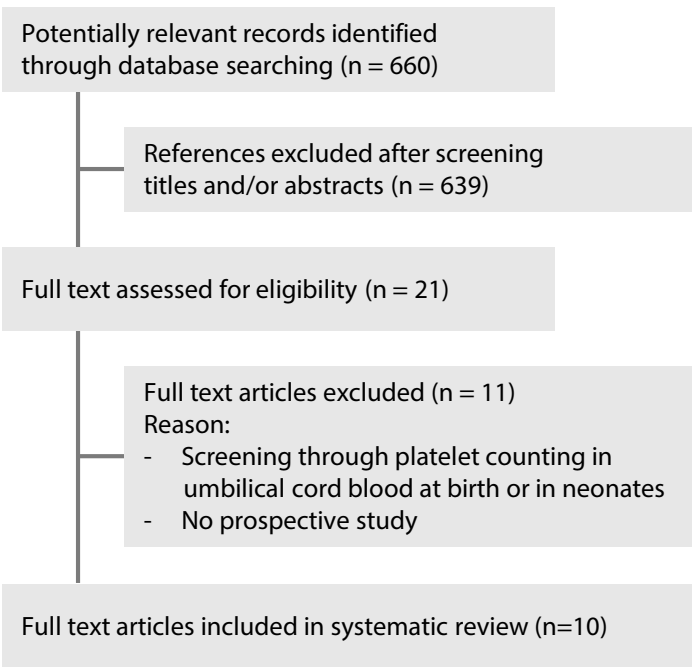 Potentially relevant records identified
through database searching (n = 660)
References excluded after screening
titles and/or abstracts (n = 639)
Full text assessed for eligibility (n = 21)
Full text articles excluded (n = 11)
Reason:
- Screening through platelet counting in
umbilical cord blood at birth or in neonates
- No prospective study
Full text articles included in systematic review (n=10)